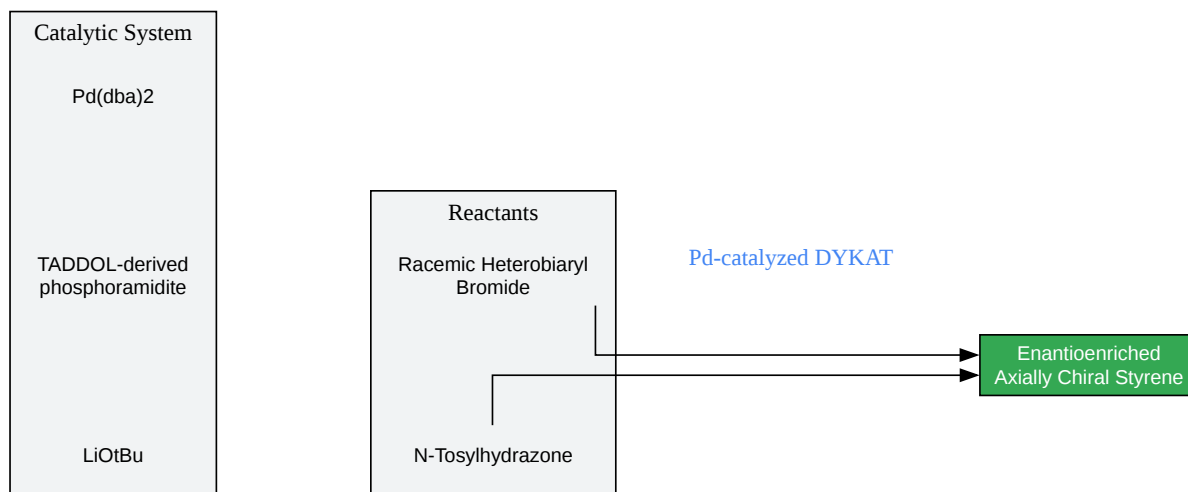 Catalytic System
Pd(dba)2
TADDOL-derived
phosphoramidite
LiOtBu
Reactants
Racemic Heterobiaryl
Bromide
N-Tosylhydrazone
Pd-catalyzed DYKAT
Enantioenriched
Axially Chiral Styrene